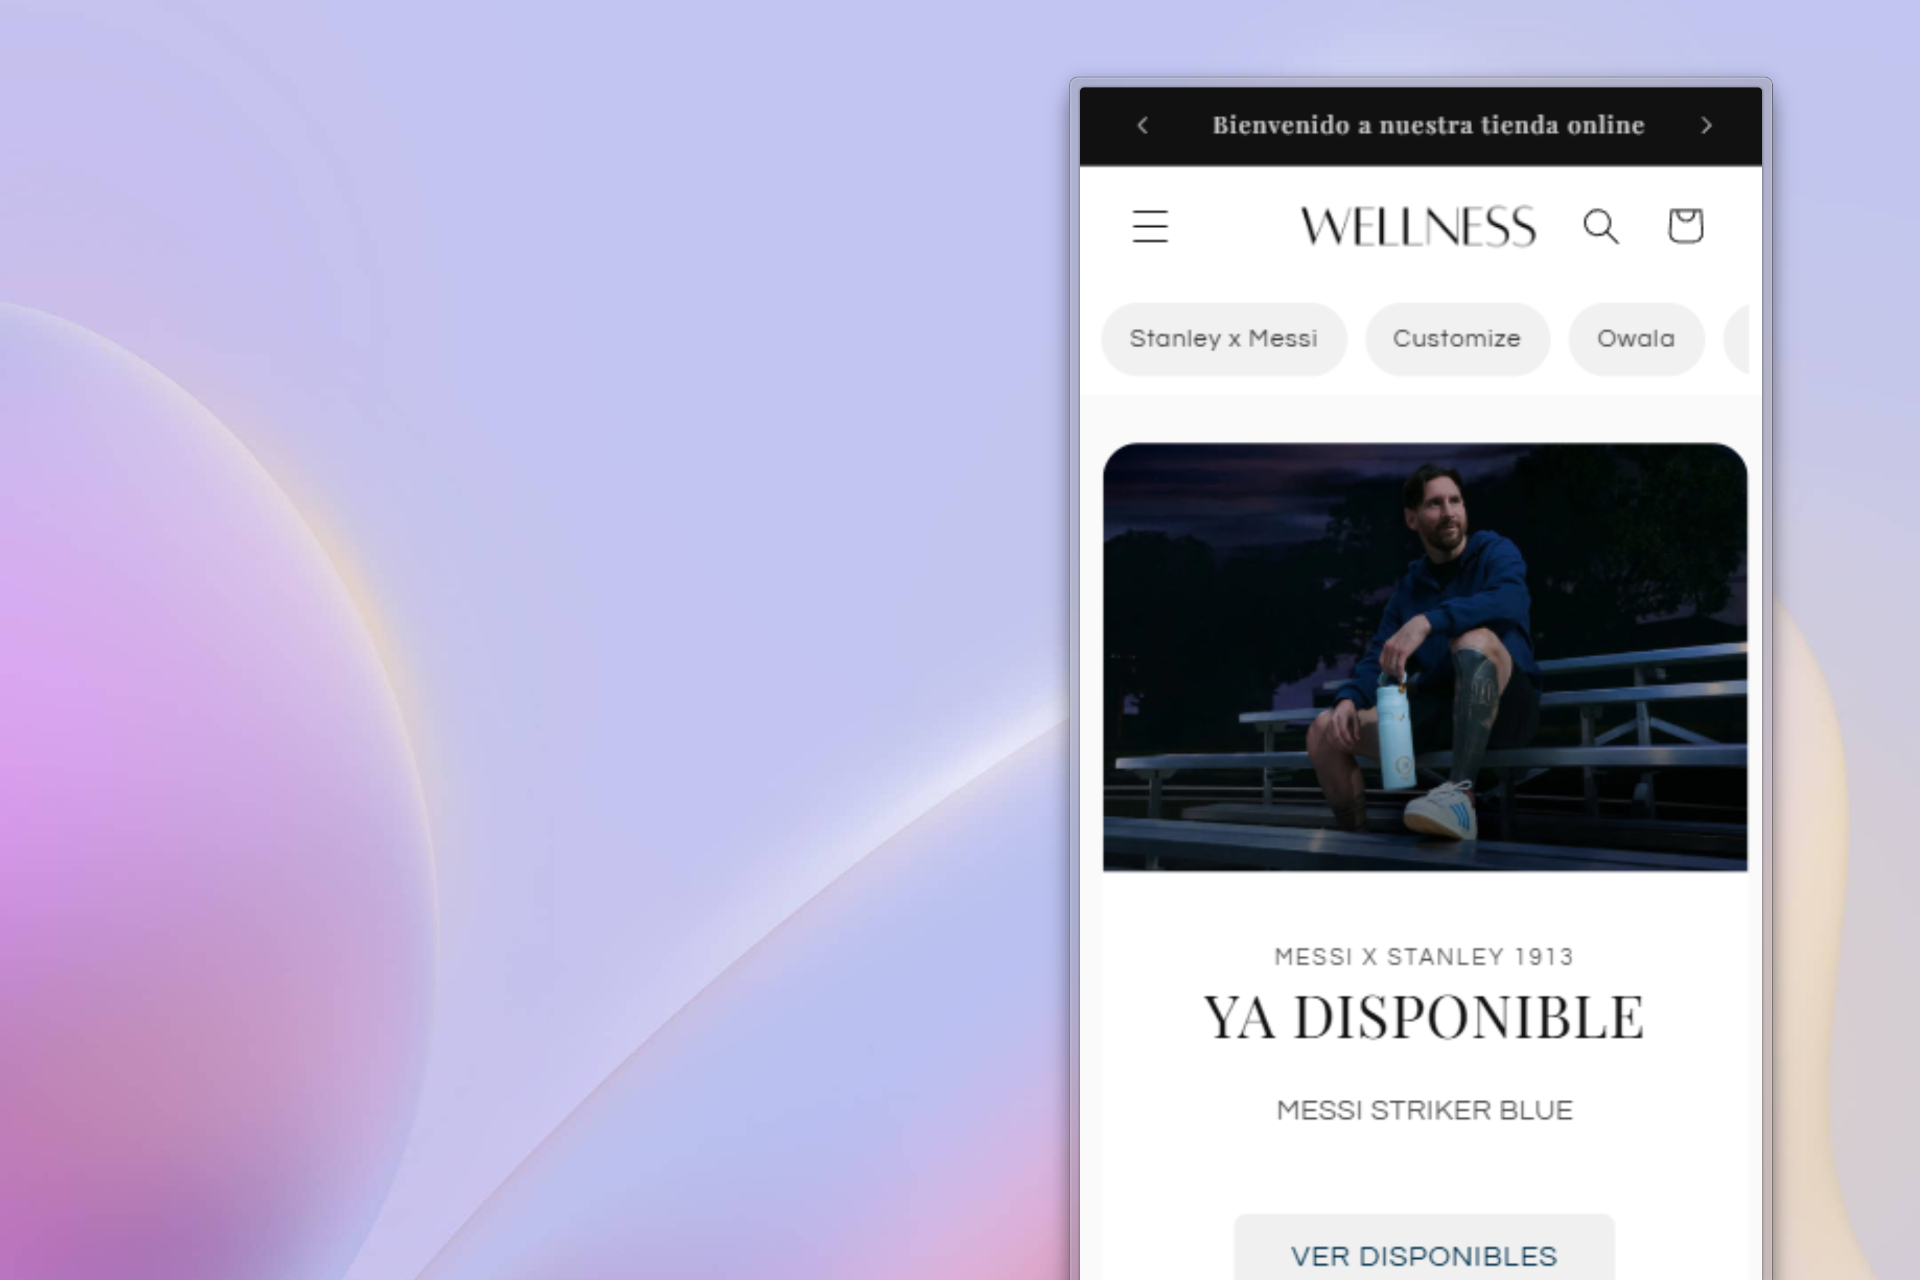 Bienvenido a nuestra tienda online
WELLNESS
Stanley x Messi
Customize
Owala
MESSI X STANLEY 1913
YA DISPONIBLE
MESSI STRIKER BLUE
VER DISPONIBLES